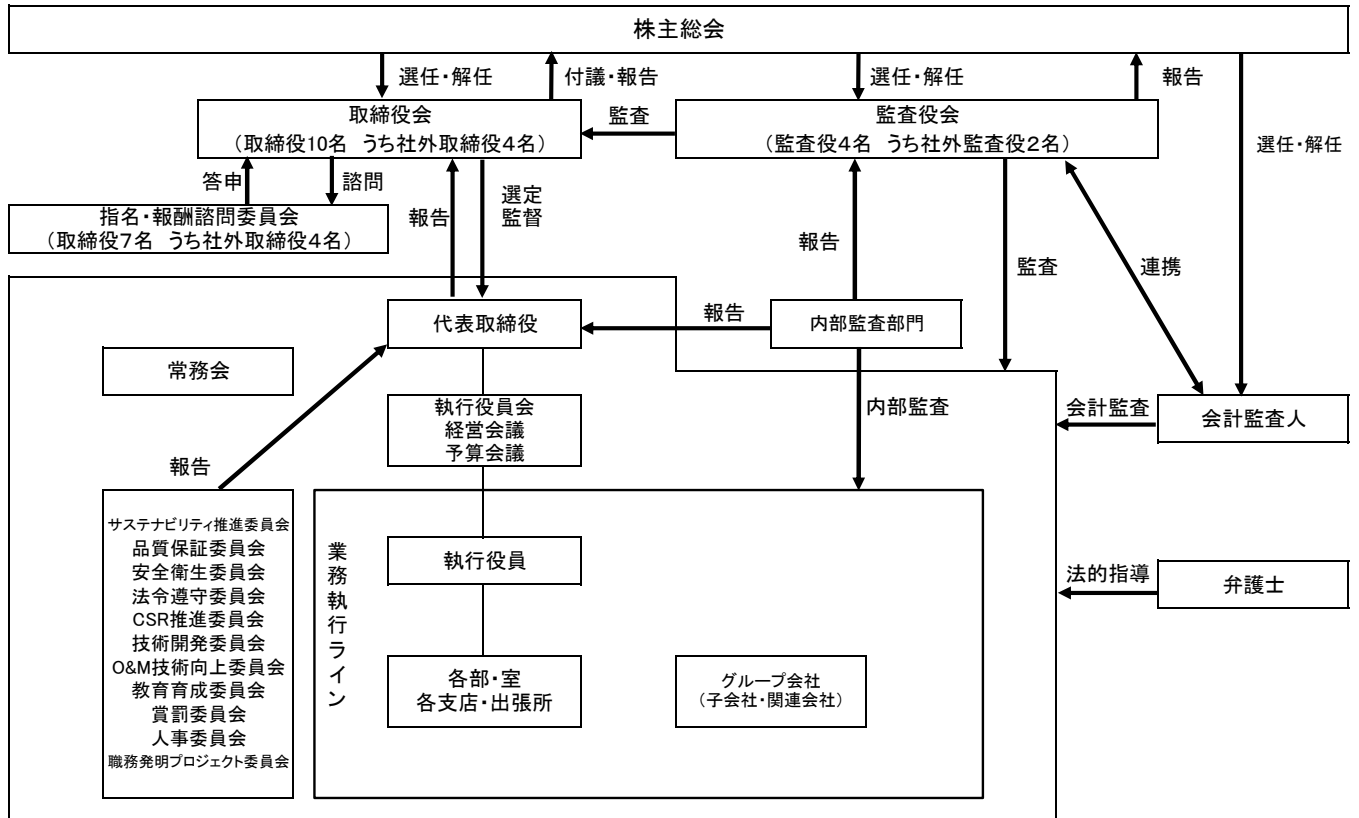 株主総会
選任・解任
付議・報告
選任・解任
報告
取締役会
（取締役10名　うち社外取締役4名）
監査
監査役会
（監査役4名　うち社外監査役2名）
選任・解任
答申
諮問
指名・報酬諮問委員会
（取締役7名　うち社外取締役4名）
報告
選定
監督
報告
監査
連携
代表取締役
報告
内部監査部門
常務会
執行役員会
経営会議
予算会議
内部監査
会計監査
会計監査人
報告
サステナビリティ推進委員会
品質保証委員会
安全衛生委員会
法令遵守委員会
CSR推進委員会
技術開発委員会
O&M技術向上委員会
教育育成委員会
賞罰委員会
人事委員会
職務発明プロジェクト委員会
業務執行ライン
執行役員
法的指導
弁護士
各部・室
各支店・出張所
グループ会社
（子会社・関連会社）